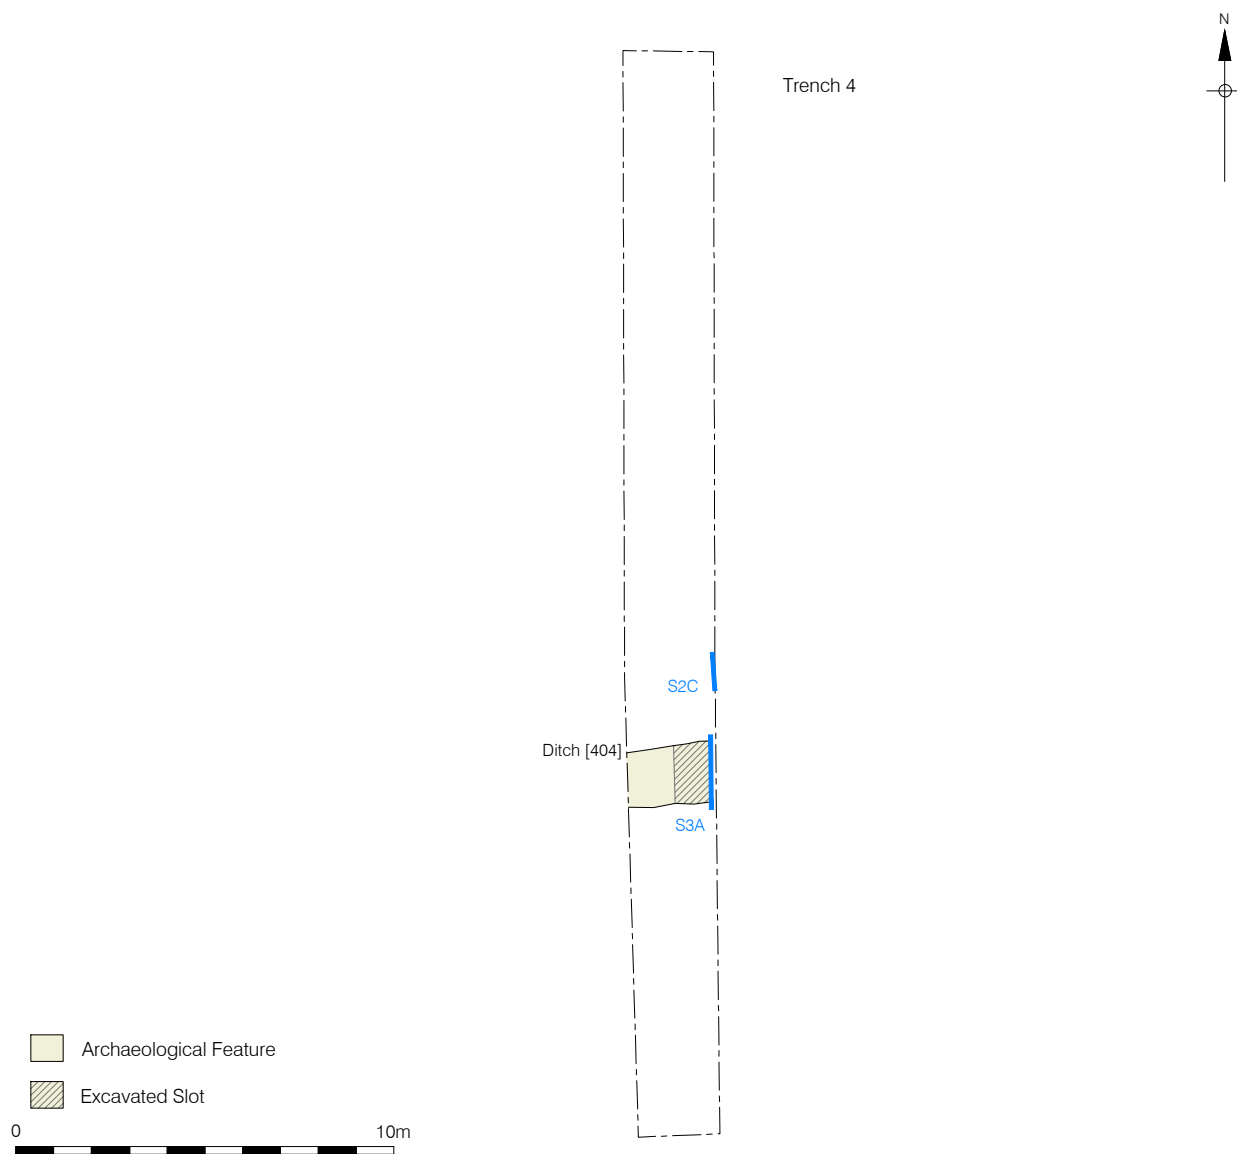 N
Trench 4
S2C
Ditch [404]
S3A
Archaeological Feature
Excavated Slot
0 10m